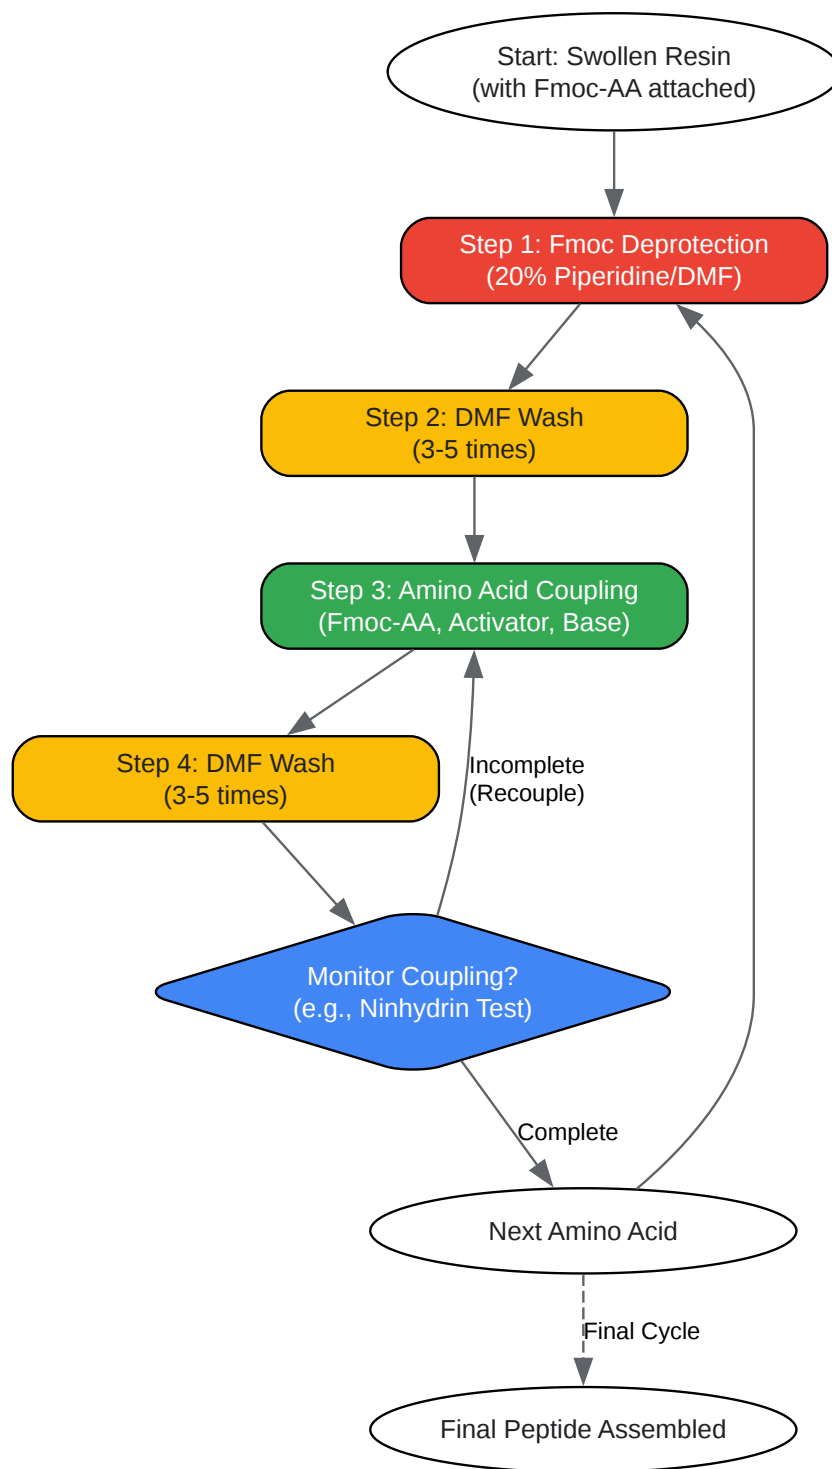 Start: Swollen Resin
(with Fmoc-AA attached)
Step 1: Fmoc Deprotection
(20% Piperidine/DMF)
Step 2: DMF Wash
(3-5 times)
Step 3: Amino Acid Coupling
(Fmoc-AA, Activator, Base)
Step 4: DMF Wash
(3-5 times)
Incomplete
(Recouple)
Monitor Coupling?
(e.g., Ninhydrin Test)
Complete
Next Amino Acid
Final Cycle
Final Peptide Assembled